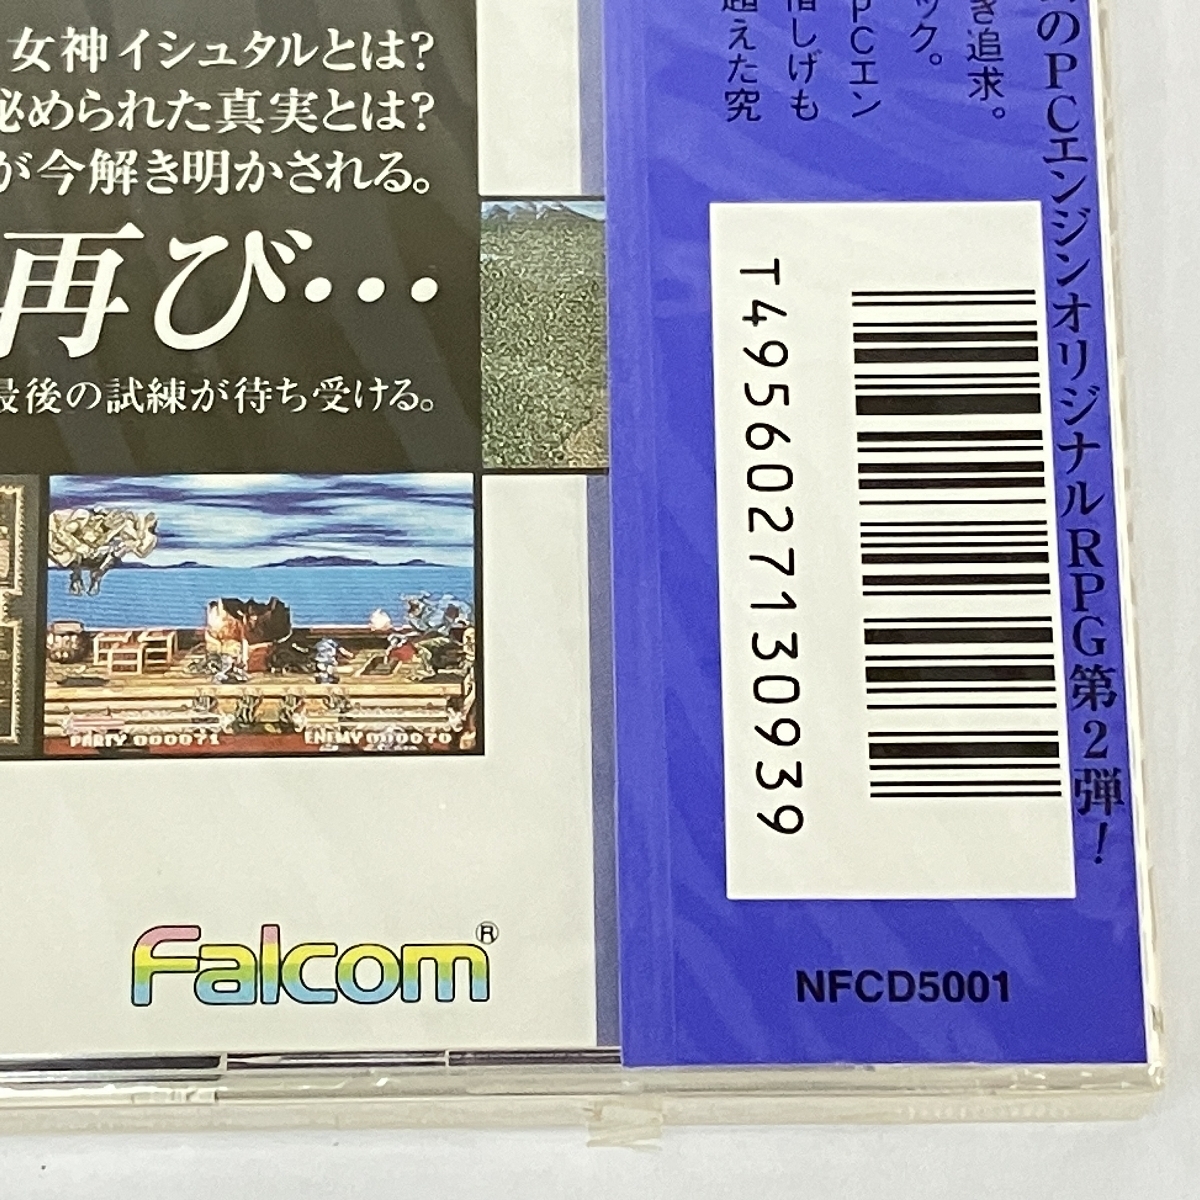 女神イシュタルとは?
秘められた真実とは?
が今解き明かされる。
再び…
最後の試練が待ち受ける。
PARTY 000071
ENEMY 000070
Falcom®
のPCエンジンオリジナルRPG第2弾!
き追求。
ック。
PCエン
惜しげも
超えた究
T4956027130939
NFCD5001